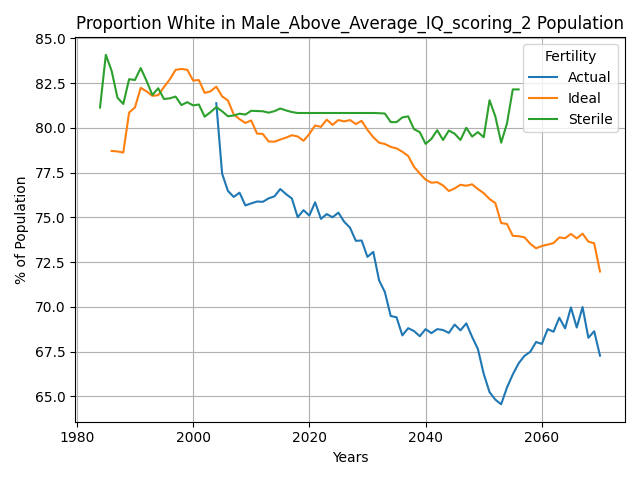 Proportion White in Male_Above_Average_IQ_scoring_2 Population
85.0
82.5
80.0
77.5
75.0
72.5
70.0
67.5
65.0
% of Population
Fertility
Actual
Ideal
Sterile
1980
2000
2020
2040
2060
Years